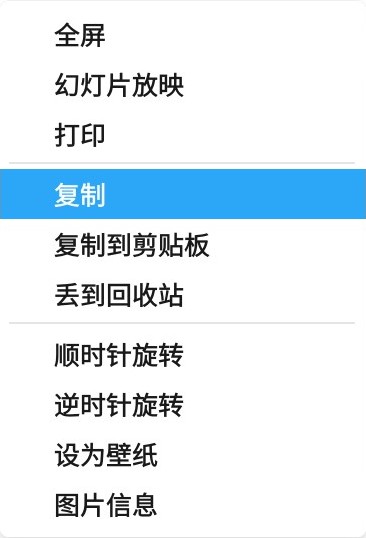 全屏
幻灯片放映
打印
复制
复制到剪贴板
丢到回收站
顺时针旋转
逆时针旋转
设为壁纸
图片信息